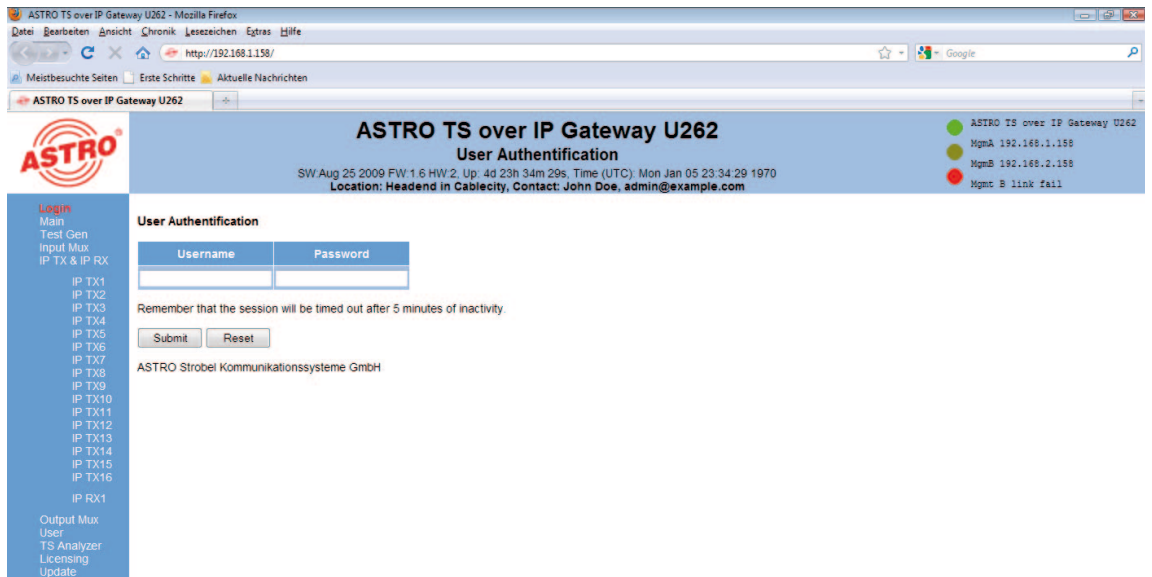 ASTRO TS over IP Gateway U262 - Mozilla Firefox
Datei Bearbeiten Ansicht Chronik Lesezeichen Extras Hilfe
http://192.168.1.158/
Google
Meistbesuchte Seiten Erste Schritte Aktuelle Nachrichten
ASTRO TS over IP Gateway U262
ASTRO®
ASTRO TS over IP Gateway U262
User Authentification
SW:Aug 25 2009 FW:1.6 HW:2, Up: 4d 23h 34m 29s, Time (UTC): Mon Jan 05 23:34:29 1970
Location: Headend in Cablecity, Contact: John Doe, admin@example.com
ASTRO TS over IP Gateway U262
MgmA 192.168.1.158
MgmB 192.168.2.158
Mgmt B link fail
Login
Main
Test Gen
Input Mux
IP TX & IP RX
IP TX1
IP TX2
IP TX3
IP TX4
IP TX5
IP TX6
IP TX7
IP TX8
IP TX9
IP TX10
IP TX11
IP TX12
IP TX13
IP TX14
IP TX15
IP TX16
IP RX1
Output Mux
User
TS Analyzer
Licensing
Update
User Authentification
Username Password
Remember that the session will be timed out after 5 minutes of inactivity.
Submit Reset
ASTRO Strobel Kommunikationssysteme GmbH